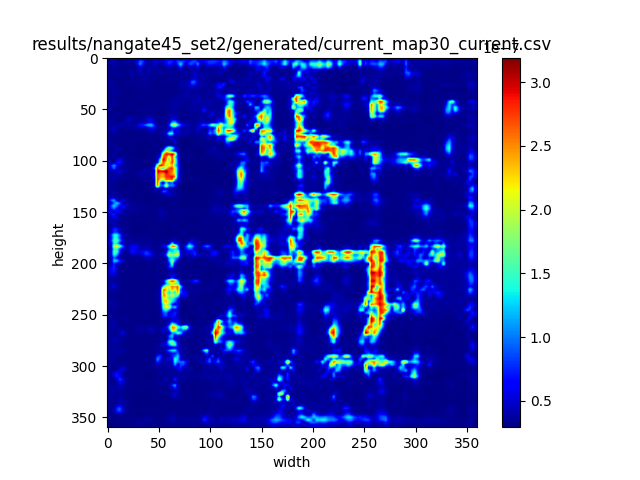 results/nangate45_set2/generated/current_map30_current.csv
1e−7
0
50
100
150
200
250
300
350
height
0 50 100 150 200 250 300 350
width
3.0
2.5
2.0
1.5
1.0
0.5